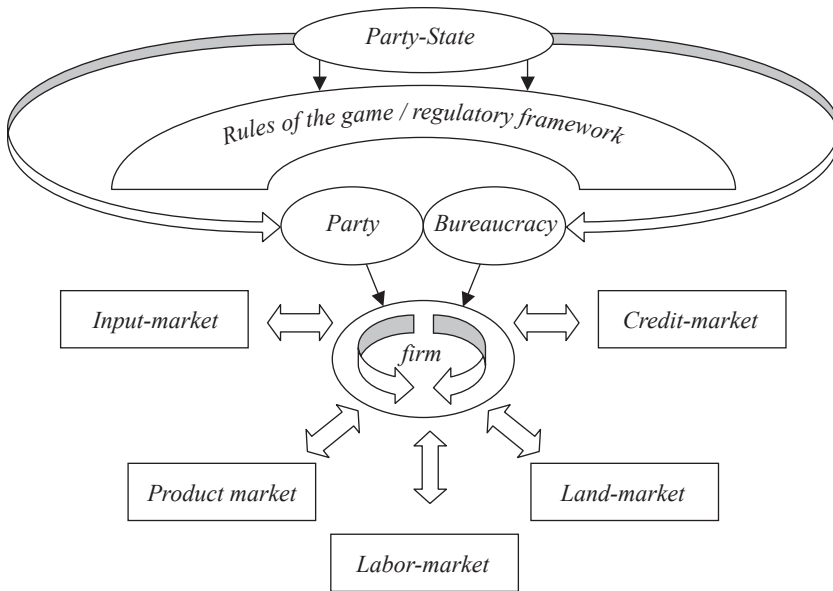 Party-State
Rules of the game / regulatory framework
Party
Bureaucracy
Input-market
Credit-market
firm
Product market
Land-market
Labor-market